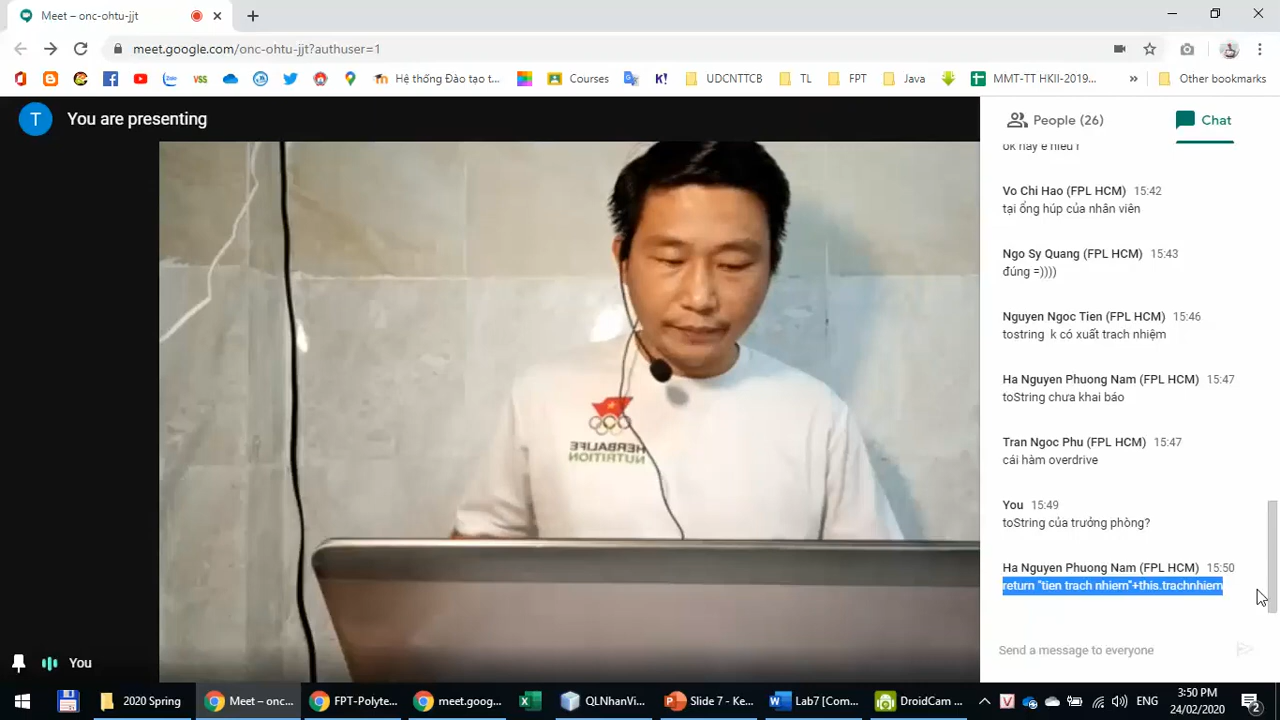 Meet – onc-ohtu-jjt
meet.google.com/onc-ohtu-jjt?authuser=1
Zalo
VSS
Hệ thống Đào tạo t...
Courses
K!
UDCNTTCB
TL
FPT
Java
MMT-TT HKII-2019...
»
Other bookmarks
T
You are presenting
HERBALIFE
NUTRITION
You
People (26)
Chat
ok này e hiểu r
Vo Chi Hao (FPL HCM) 15:42
tại ổng húp của nhân viên
Ngo Sy Quang (FPL HCM) 15:43
đúng =))))
Nguyen Ngoc Tien (FPL HCM) 15:46
tostring k có xuất trach nhiệm
Ha Nguyen Phuong Nam (FPL HCM) 15:47
toString chưa khai báo
Tran Ngoc Phu (FPL HCM) 15:47
cái hàm overdrive
You 15:49
toString của trưởng phòng?
Ha Nguyen Phuong Nam (FPL HCM) 15:50
return "tien trach nhiem"+this.trachnhiem
Send a message to everyone
2020 Spring
Meet – onc-...
FPT-Polyte...
meet.goog...
QLNhanVi...
Slide 7 - Ke...
Lab7 [Com...
DroidCam ...
V
ENG
3:50 PM
24/02/2020
2